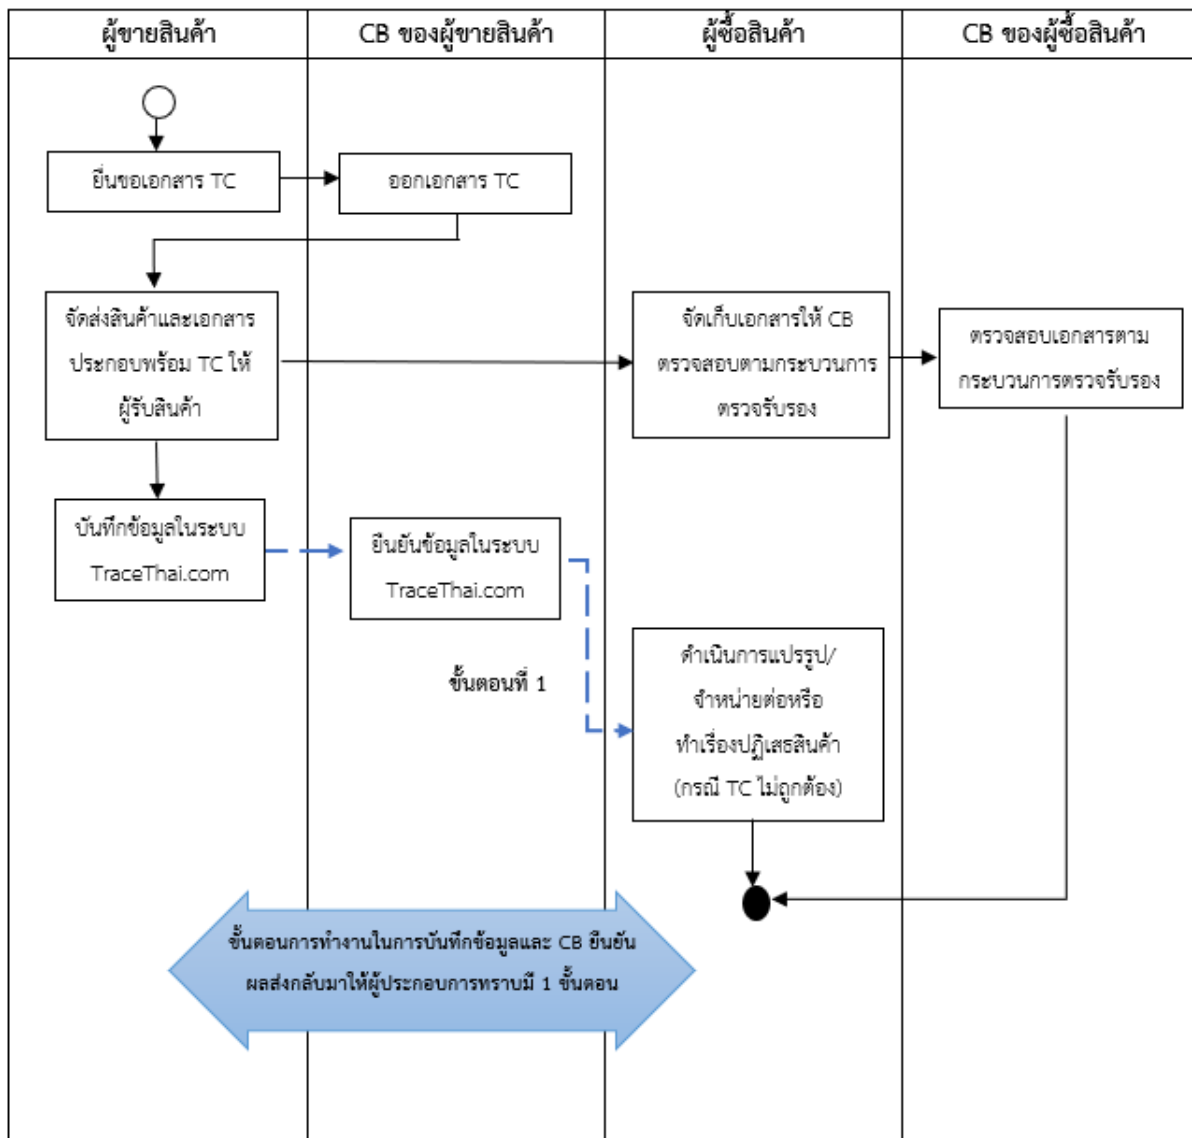 ผู้ขายสินค้า
CB ของผู้ขายสินค้า
ผู้ซื้อสินค้า
CB ของผู้ซื้อสินค้า
ยื่นขอเอกสาร TC
ออกเอกสาร TC
จัดส่งสินค้าและเอกสาร
ประกอบพร้อม TC ให้
ผู้รับสินค้า
จัดเก็บเอกสารให้ CB
ตรวจสอบตามกระบวนการ
ตรวจรับรอง
ตรวจสอบเอกสารตาม
กระบวนการตรวจรับรอง
บันทึกข้อมูลในระบบ
TraceThai.com
ยืนยันข้อมูลในระบบ
TraceThai.com
ขั้นตอนที่ 1
ดำเนินการแปรรูป/
จำหน่ายต่อหรือ
ทำเรื่องปฏิเสธสินค้า
(กรณี TC ไม่ถูกต้อง)
ขั้นตอนการทำงานในการบันทึกข้อมูลและ CB ยืนยัน
ผลส่งกลับมาให้ผู้ประกอบการทราบมี 1 ขั้นตอน